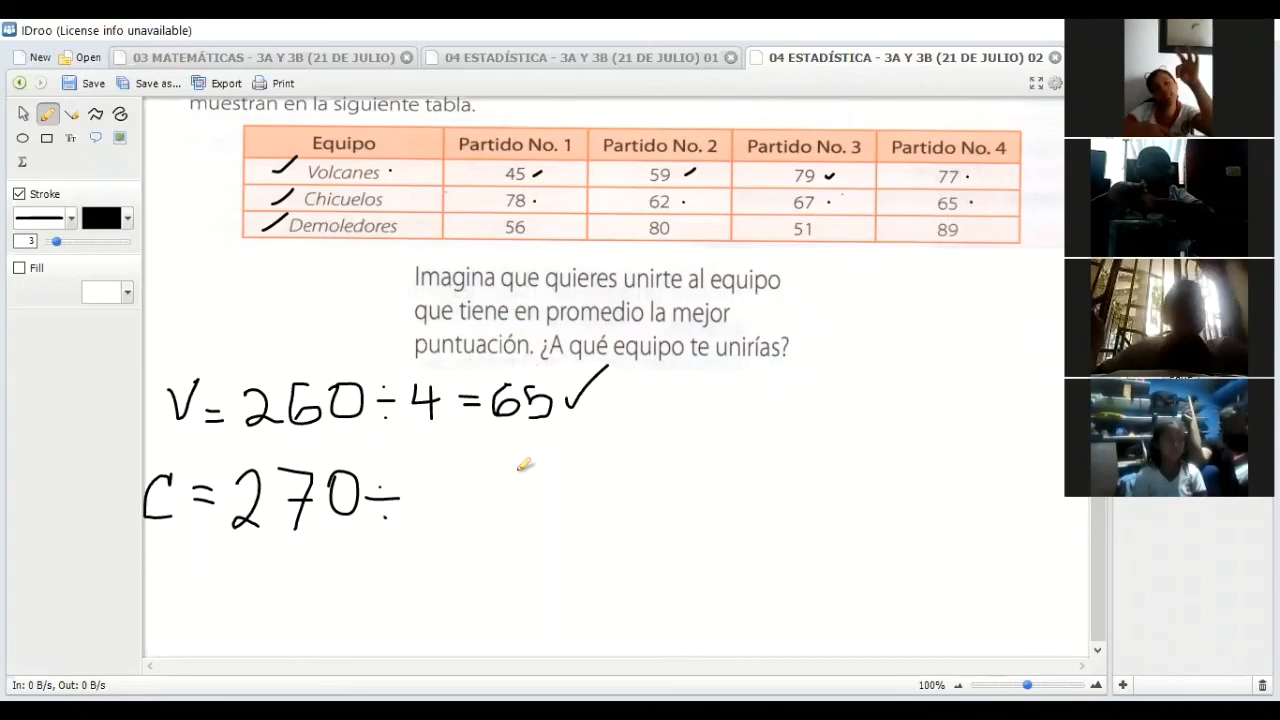 IDroo (License info unavailable)
New Open 03 MATEMÁTICAS - 3A Y 3B (21 DE JULIO) 04 ESTADÍSTICA - 3A Y 3B (21 DE JULIO) 01 04 ESTADÍSTICA - 3A Y 3B (21 DE JULIO) 02
Save Save as... Export Print
TT
Σ
Stroke
3
Fill
muestran en la siguiente tabla.
Equipo Partido No. 1 Partido No. 2 Partido No. 3 Partido No. 4
Volcanes 45 59 79 77
Chicuelos 78 62 67 65
Demoledores 56 80 51 89
Imagina que quieres unirte al equipo
que tiene en promedio la mejor
puntuación. ¿A qué equipo te unirías?
V = 260 ÷ 4 = 65 ✓
C = 270 ÷
In: 0 B/s, Out: 0 B/s 100%